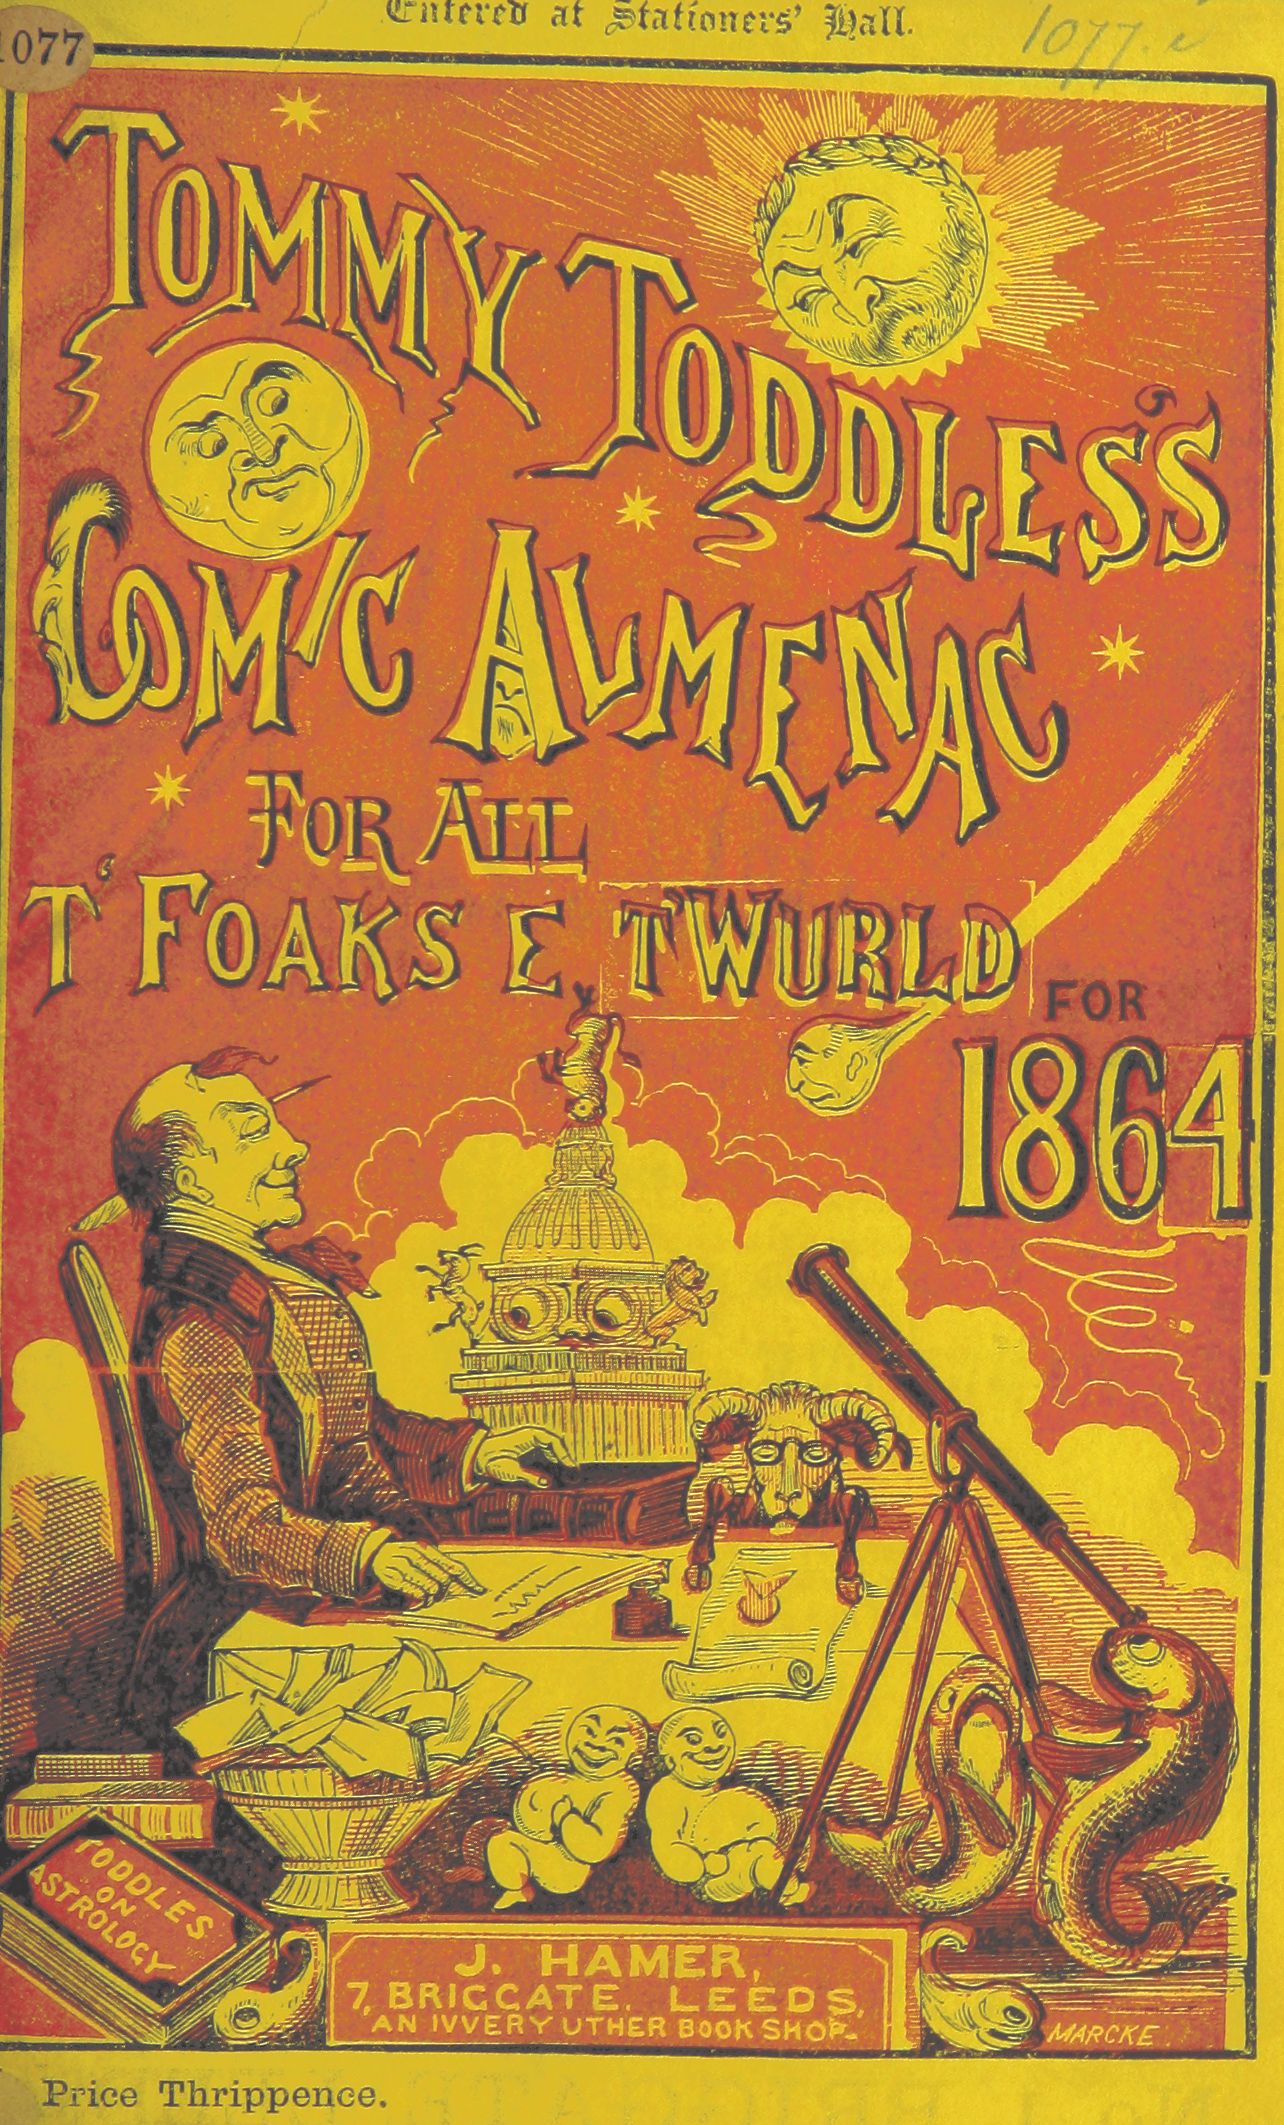 Entered at Stationers' Hall.
1077
1077.
TOMMY TODDLES'S
COMIC ALMENAC
FOR ALL
T' FOAKS E T'WURLD
FOR
1864
TODDLES
ON
ASTROLOGY
J. HAMER,
7, BRIGGATE. LEEDS,
AN IVVERY UTHER BOOK SHOP.
MARCKE.
Price Thrippence.